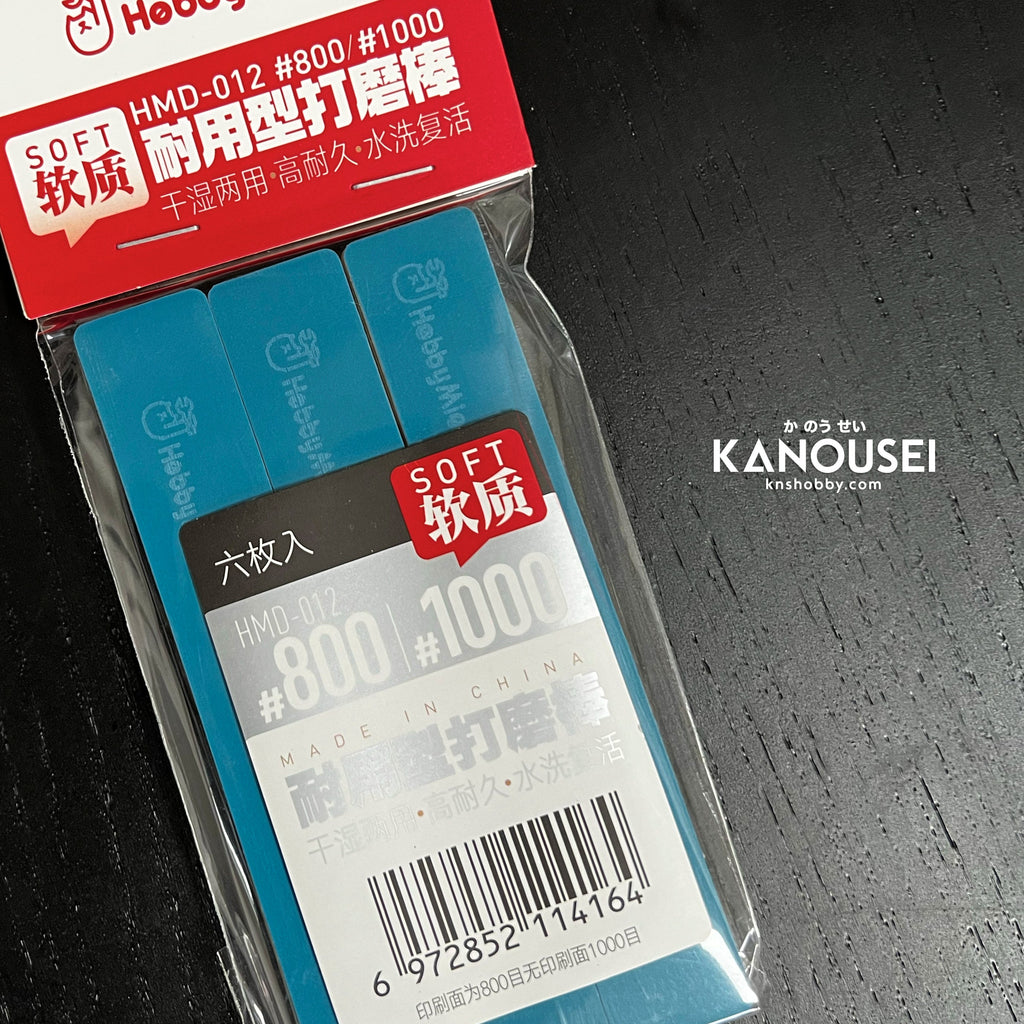 Hobby
HMD-012 #800/#1000
SOFT
软质
耐用型打磨棒
干湿两用·高耐久·水洗复活
HobbyMio
HobbyM
Hobby
SOFT
软质
六枚入
HMD-012
#800|#1000
MADE IN CHINA
耐用型打磨棒
干湿两用·高耐久·水洗复活
6 972852 114164
印刷面为800目无印刷面1000目
か の う せ い
KANOUSEI
knshobby.com